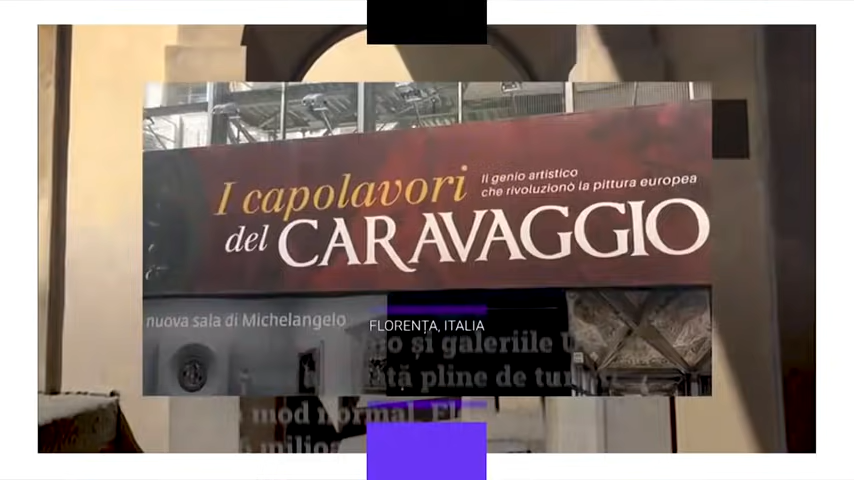 I capolavori
Il genio artistico
che rivoluzionò la pittura europea
del CARAVAGGIO
nuova sala di Michelangelo
FLORENȚA, ITALIA
și galeriile
pline de
mod normal.